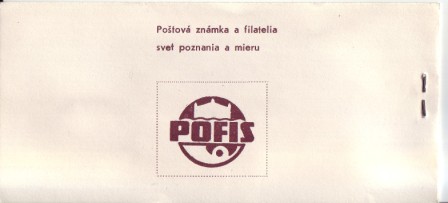 Poštová známka a filatelia
svet poznania a mieru
POFIS